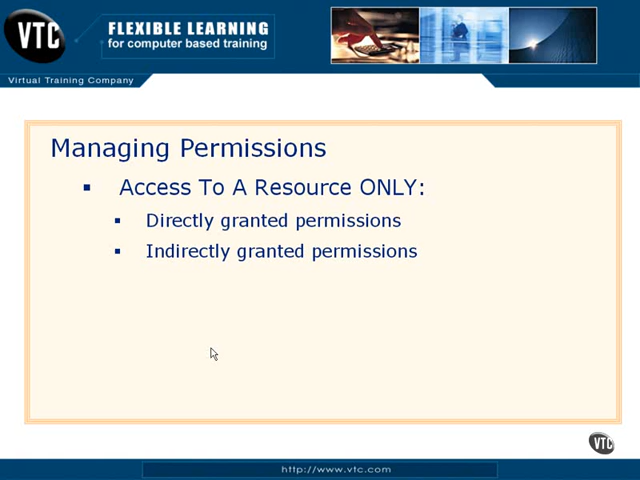 VTC
FLEXIBLE LEARNING
for computer based training
Virtual Training Company
Managing Permissions
Access To A Resource ONLY:
Directly granted permissions
Indirectly granted permissions
VTC
http://www.vtc.com